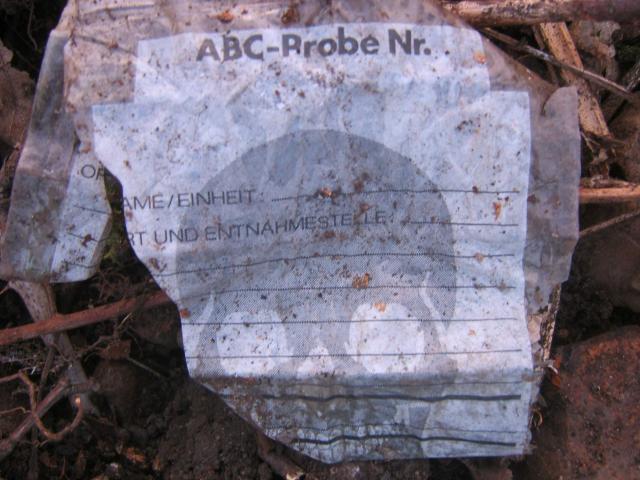 ABC-Probe Nr.
AME/EINHEIT:
RT UND ENTNAHMESTELLE: